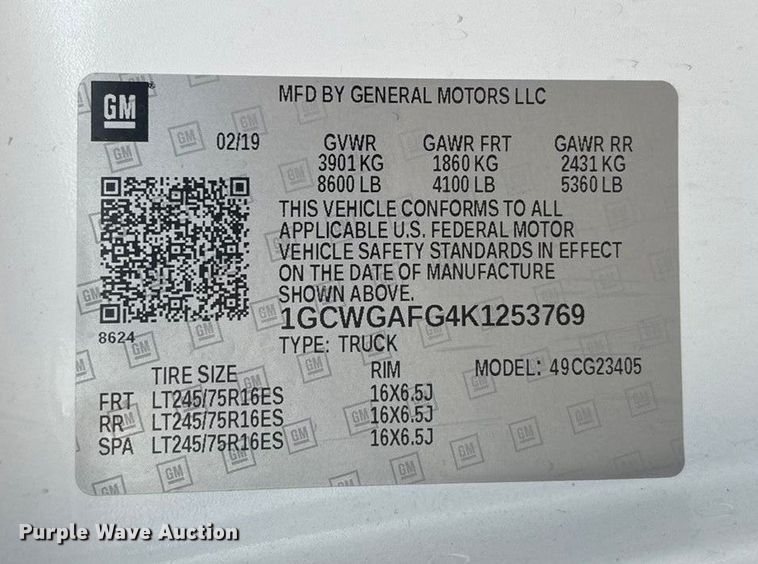 GM
MFD BY GENERAL MOTORS LLC
02/19 GVWR GAWR FRT GAWR RR
3901 KG 1860 KG 2431 KG
8600 LB 4100 LB 5360 LB
THIS VEHICLE CONFORMS TO ALL
APPLICABLE U.S. FEDERAL MOTOR
VEHICLE SAFETY STANDARDS IN EFFECT
ON THE DATE OF MANUFACTURE
SHOWN ABOVE.
1GCWGAFG4K1253769
8624
TYPE: TRUCK MODEL: 49CG23405
TIRE SIZE RIM
FRT LT245/75R16ES 16X6.5J
RR LT245/75R16ES 16X6.5J
SPA LT245/75R16ES 16X6.5J
Purple Wave Auction